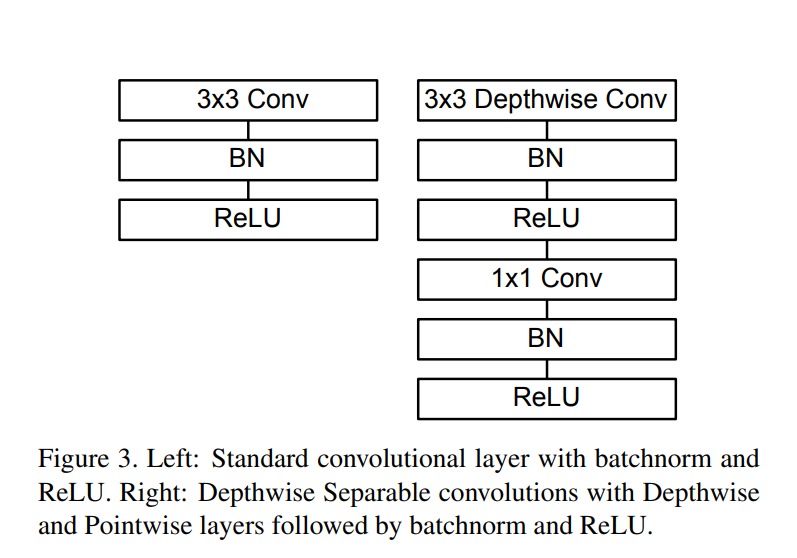 3x3 Conv
BN
ReLU
3x3 Depthwise Conv
BN
ReLU
1x1 Conv
BN
ReLU
Figure 3. Left: Standard convolutional layer with batchnorm and
ReLU. Right: Depthwise Separable convolutions with Depthwise
and Pointwise layers followed by batchnorm and ReLU.